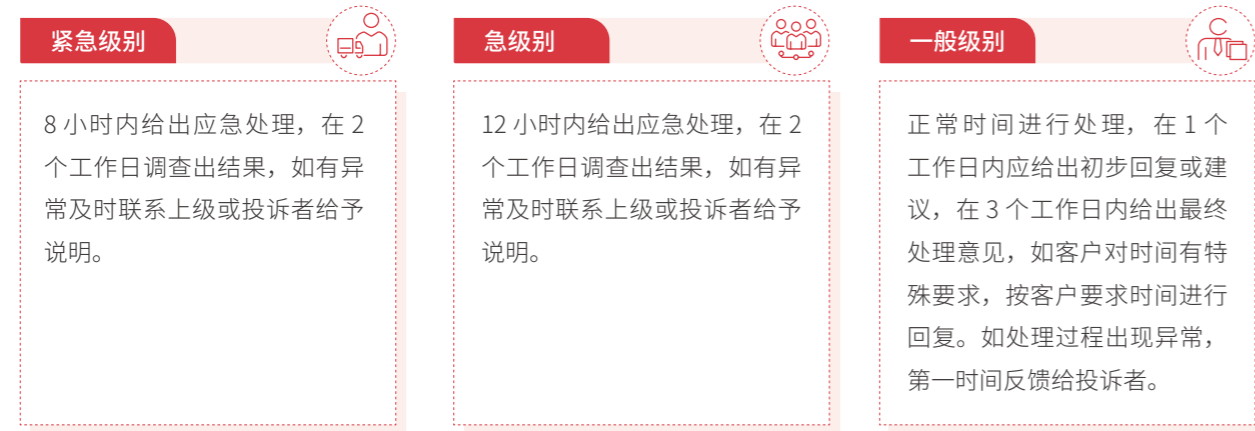 紧急级别
8 小时内给出应急处理，在 2
个工作日调查出结果，如有异
常及时联系上级或投诉者给予
说明。
急级别
12 小时内给出应急处理，在 2
个工作日调查出结果，如有异
常及时联系上级或投诉者给予
说明。
一般级别
正常时间进行处理，在 1 个
工作日内应给出初步回复或建
议，在 3 个工作日内给出最终
处理意见，如客户对时间有特
殊要求，按客户要求时间进行
回复。如处理过程出现异常，
第一时间反馈给投诉者。